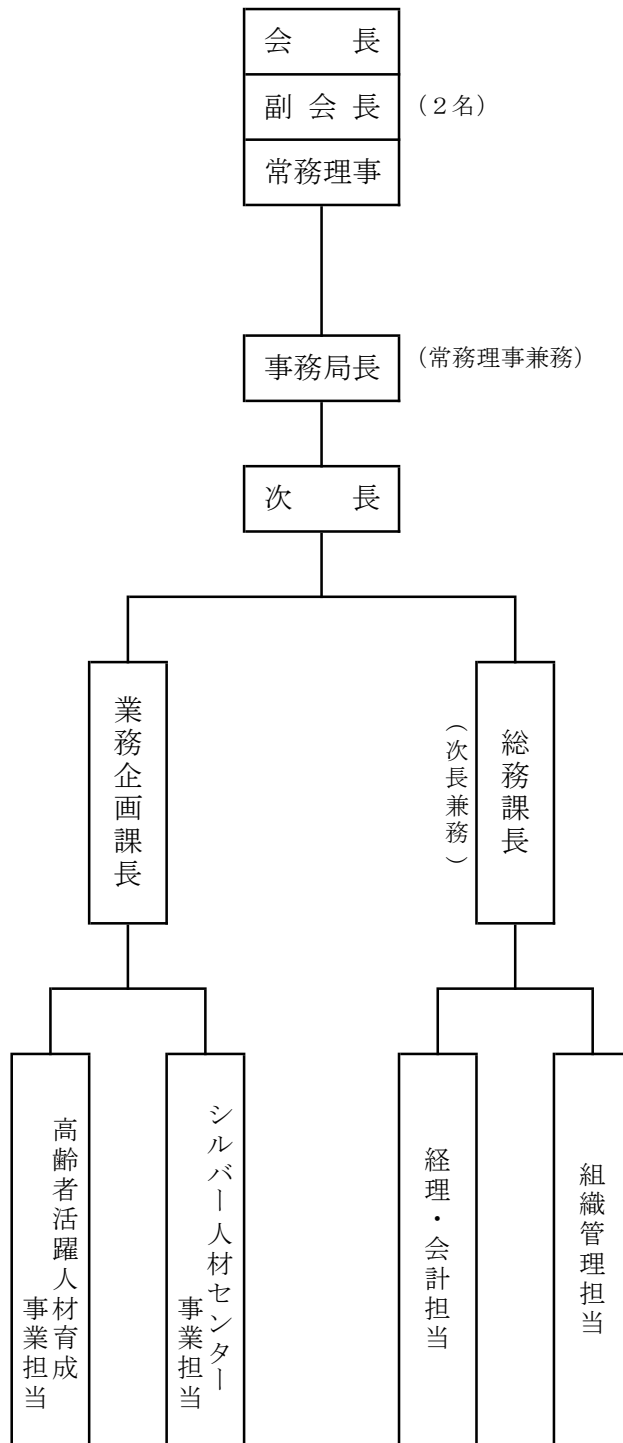 会　　長
副 会 長
（２名）
常務理事
事務局長
（常務理事兼務）
次　　長
総務課長
（次長兼務）
業務企画課長
組織管理担当
経理・会計担当
シルバー人材センター
事業担当
高齢者活躍人材育成
事業担当